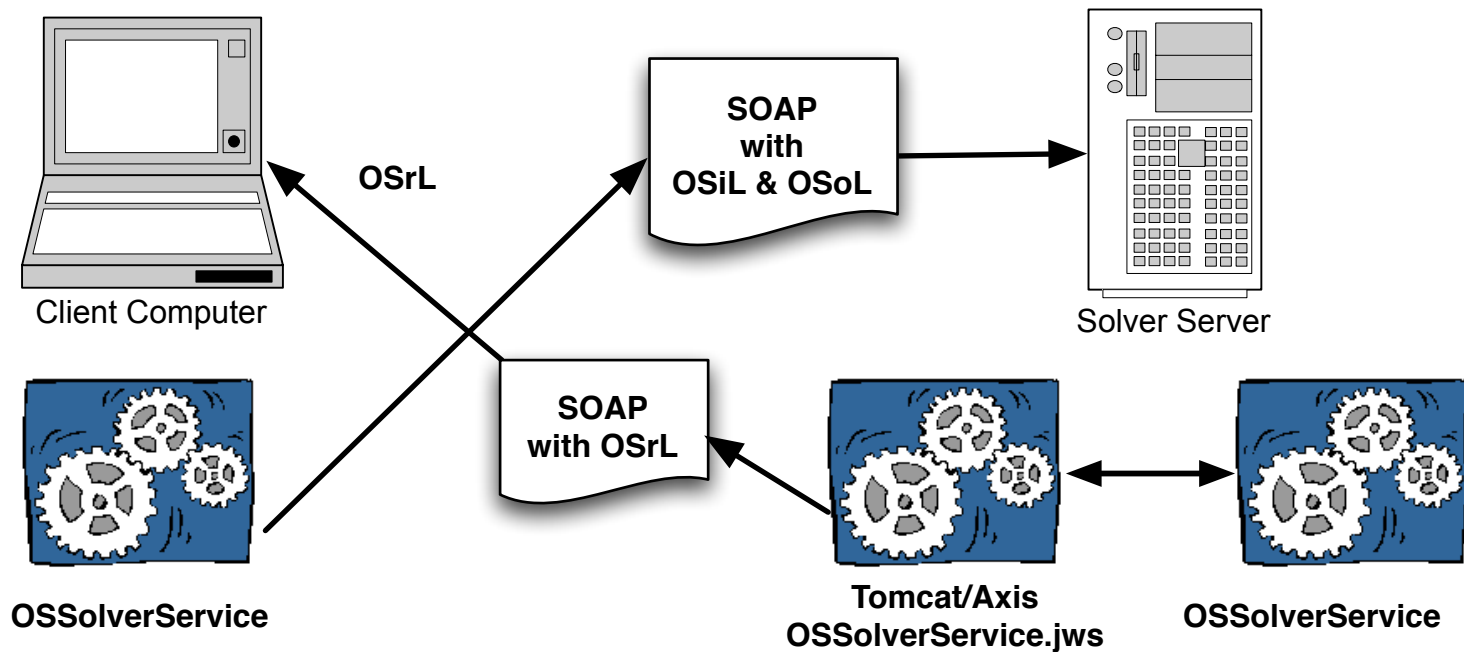 SOAP
with
OSiL & OSoL
OSrL
Client Computer
Solver Server
SOAP
with OSrL
OSSolverService
Tomcat/Axis
OSSolverService.jws
OSSolverService